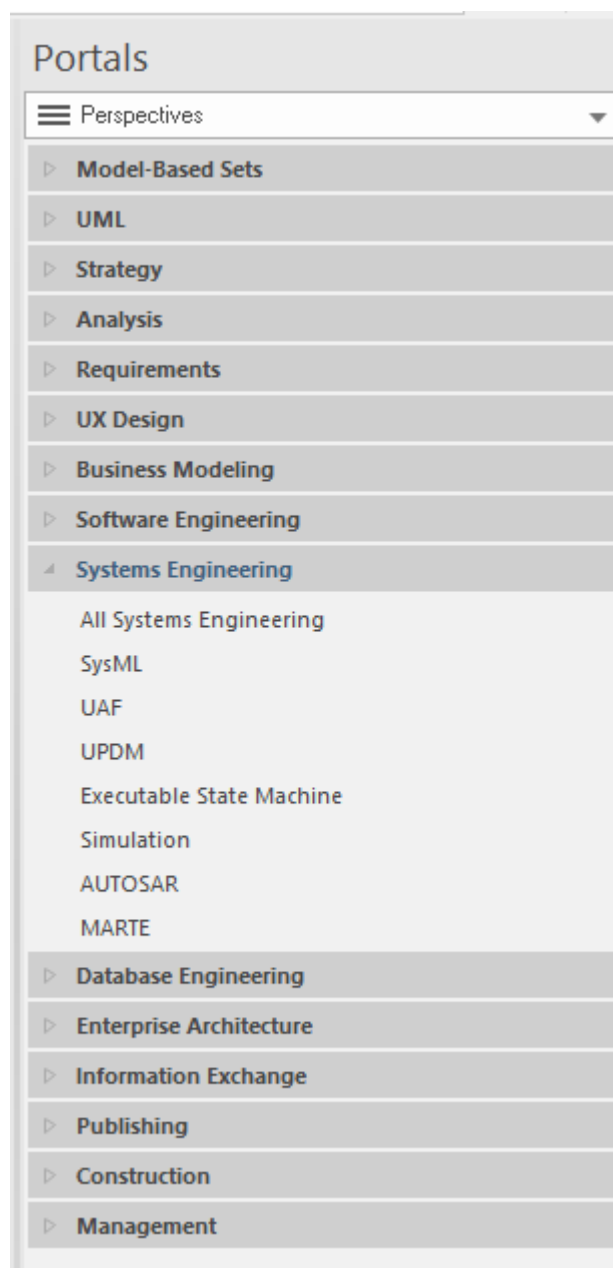 Portals
Perspectives
Model-Based Sets
UML
Strategy
Analysis
Requirements
UX Design
Business Modeling
Software Engineering
Systems Engineering
All Systems Engineering
SysML
UAF
UPDM
Executable State Machine
Simulation
AUTOSAR
MARTE
Database Engineering
Enterprise Architecture
Information Exchange
Publishing
Construction
Management